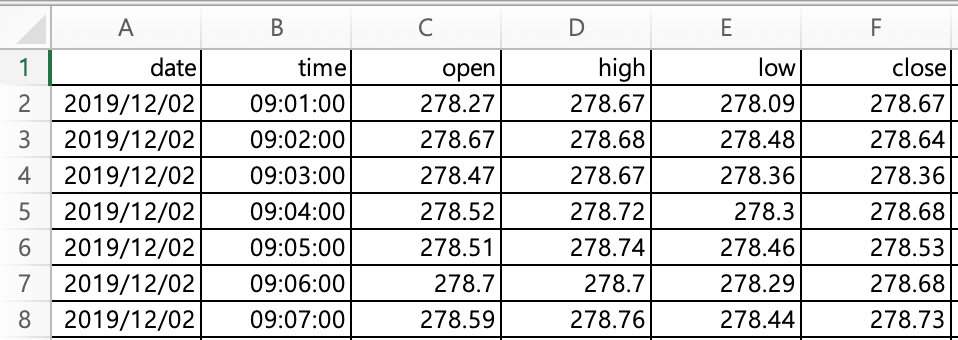 A B C D E F
1 date time open high low close
2 2019/12/02 09:01:00 278.27 278.67 278.09 278.67
3 2019/12/02 09:02:00 278.67 278.68 278.48 278.64
4 2019/12/02 09:03:00 278.47 278.67 278.36 278.36
5 2019/12/02 09:04:00 278.52 278.72 278.3 278.68
6 2019/12/02 09:05:00 278.51 278.74 278.46 278.53
7 2019/12/02 09:06:00 278.7 278.7 278.29 278.68
8 2019/12/02 09:07:00 278.59 278.76 278.44 278.73